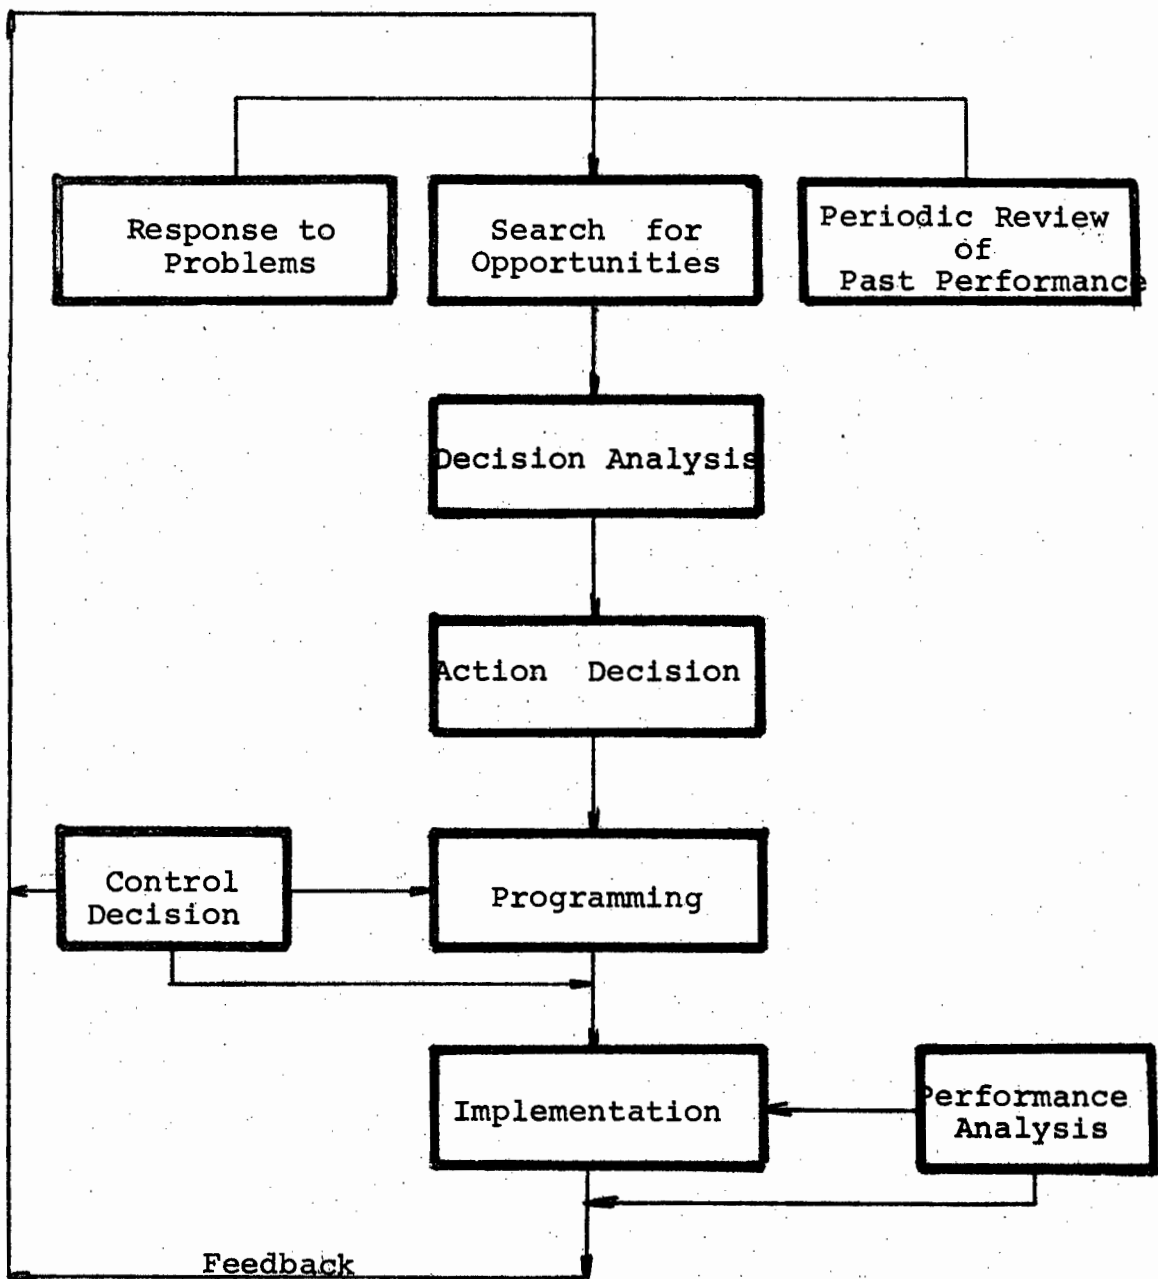 Response to
Problems
Search for
Opportunities
Periodic Review
of
Past Performance
Decision Analysis
Action Decision
Control
Decision
Programming
Implementation
Performance
Analysis
Feedback